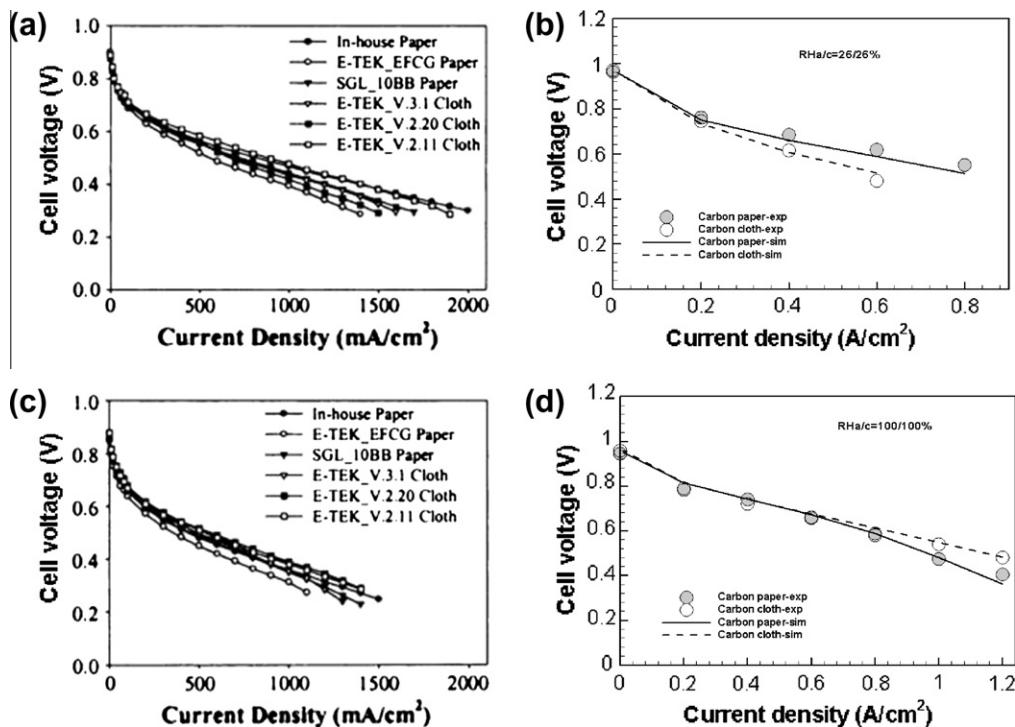 (a)
1.0
0.8
0.6
0.4
0.2
0.0
Cell voltage (V)
In-house Paper
E-TEK_EFCG Paper
SGL_10BB Paper
E-TEK_V.3.1 Cloth
E-TEK_V.2.20 Cloth
E-TEK_V.2.11 Cloth
0 500 1000 1500 2000
Current Density (mA/cm²)
(b)
1.2
1
0.8
0.6
0.4
0.2
0
Cell voltage (V)
RHa/c=26/26%
Carbon paper-exp
Carbon cloth-exp
Carbon paper-sim
Carbon cloth-sim
0 0.2 0.4 0.6 0.8
Current density (A/cm²)
(c)
1.0
0.8
0.6
0.4
0.2
0.0
Cell voltage (V)
In-house Paper
E-TEK_EFCG Paper
SGL_10BB Paper
E-TEK_V.3.1 Cloth
E-TEK_V.2.20 Cloth
E-TEK_V.2.11 Cloth
0 500 1000 1500 2000
Current Density (mA/cm²)
(d)
1.2
1
0.8
0.6
0.4
0.2
0
Cell voltage (V)
RHa/c=100/100%
Carbon paper-exp
Carbon cloth-exp
Carbon paper-sim
Carbon cloth-sim
0 0.2 0.4 0.6 0.8 1 1.2
Current density (A/cm²)